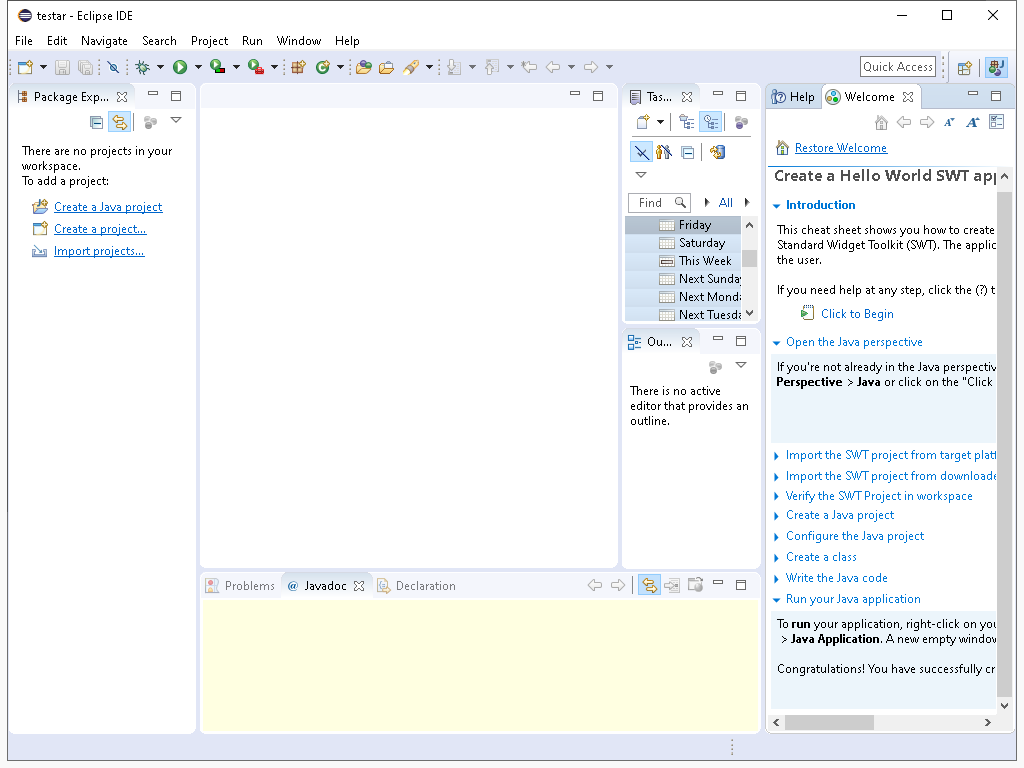 testar - Eclipse IDE
File Edit Navigate Search Project Run Window Help
Quick Access
Package Exp...
There are no projects in your
workspace.
To add a project:
Create a Java project
Create a project...
Import projects...
Tas...
Find
All
Friday
Saturday
This Week
Next Sunda
Next Monda
Next Tuesda
Ou...
There is no active
editor that provides an
outline.
Problems @ Javadoc Declaration
Help Welcome
Restore Welcome
Create a Hello World SWT app
Introduction
This cheat sheet shows you how to create
Standard Widget Toolkit (SWT). The applic
the user.
If you need help at any step, click the (?) t
Click to Begin
Open the Java perspective
If you're not already in the Java perspectiv
Perspective > Java or click on the "Click
Import the SWT project from target platf
Import the SWT project from downloade
Verify the SWT Project in workspace
Create a Java project
Configure the Java project
Create a class
Write the Java code
Run your Java application
To run your application, right-click on you
> Java Application. A new empty window
Congratulations! You have successfully cr